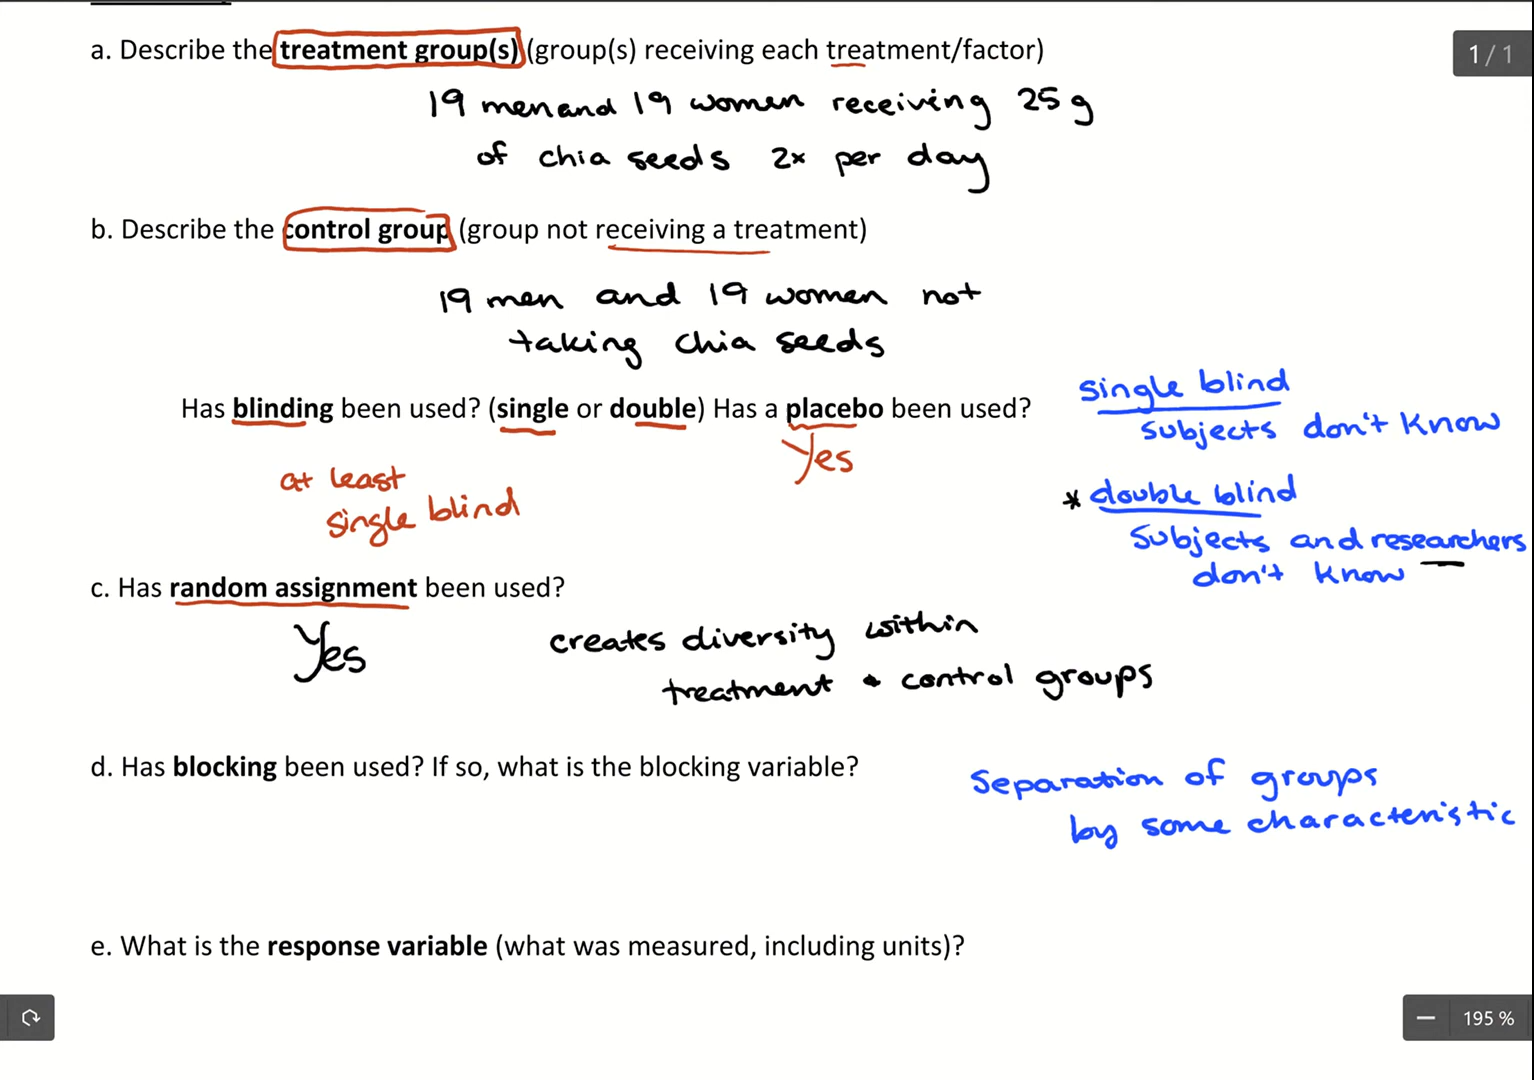 a. Describe the treatment group(s) (group(s) receiving each treatment/factor)
1 / 1
19 men and 19 women receiving 25 g
of chia seeds 2x per day
b. Describe the control group (group not receiving a treatment)
19 men and 19 women not
taking chia seeds
Has blinding been used? (single or double) Has a placebo been used?
Yes
at least
single blind
single blind
subjects don't know
* double blind
subjects and researchers
don't know
c. Has random assignment been used?
Yes
creates diversity within
treatment & control groups
d. Has blocking been used? If so, what is the blocking variable?
Separation of groups
by some characteristic
e. What is the response variable (what was measured, including units)?
195 %